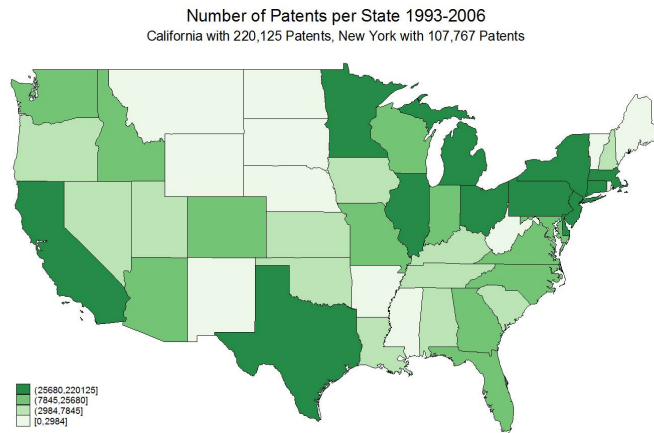 Number of Patents per State 1993-2006
California with 220,125 Patents, New York with 107,767 Patents
(25680,220125]
(7845,25680]
(2984,7845]
[0,2984]